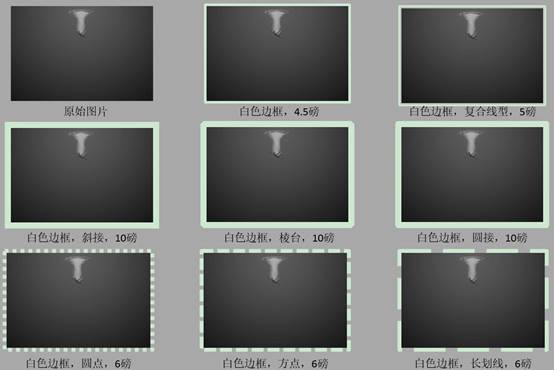 原始图片
白色边框，4.5磅
白色边框，复合线型，5磅
白色边框，斜接，10磅
白色边框，棱台，10磅
白色边框，圆接，10磅
白色边框，圆点，6磅
白色边框，方点，6磅
白色边框，长划线，6磅